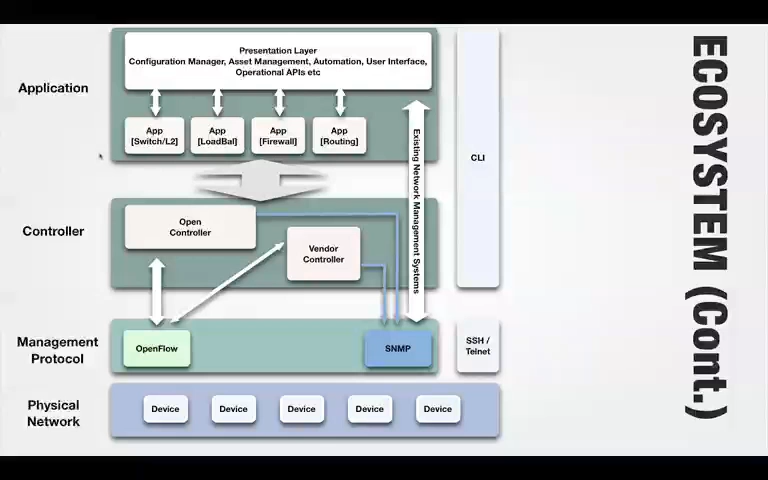 Application
Presentation Layer
Configuration Manager, Asset Management, Automation, User Interface,
Operational APIs etc
App
[Switch/L2]
App
[LoadBal]
App
[Firewall]
App
[Routing]
Existing Network Management Systems
CLI
Controller
Open
Controller
Vendor
Controller
Management
Protocol
OpenFlow
SNMP
SSH /
Telnet
Physical
Network
Device
Device
Device
Device
Device
ECOSYSTEM (Cont.)